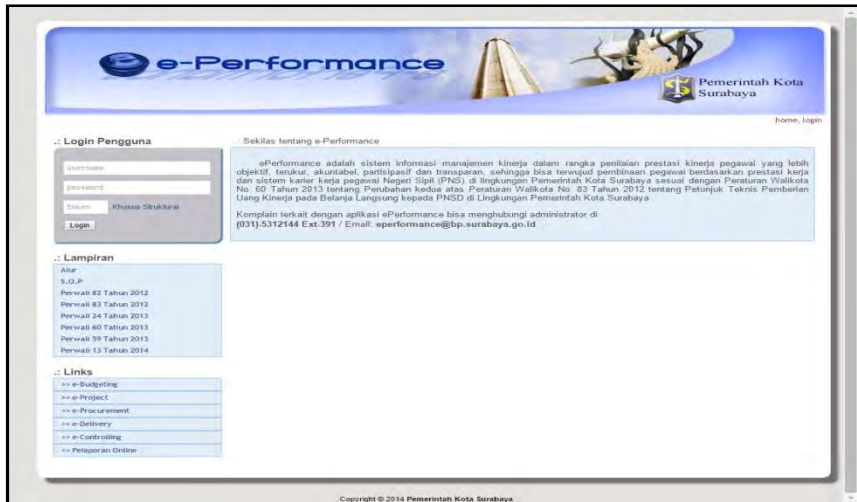 e-Performance
Pemerintah Kota
Surabaya
home, login
.: Login Pengguna
username
password
token Khusus Struktural
Login
.: Lampiran
Alur
S.O.P
Perwali 82 Tahun 2012
Perwali 83 Tahun 2012
Perwali 24 Tahun 2013
Perwali 60 Tahun 2013
Perwali 59 Tahun 2013
Perwali 13 Tahun 2014
.: Links
>> e-Budgeting
>> e-Project
>> e-Procurement
>> e-Delivery
>> e-Controlling
>> Pelaporan Online
Sekilas tentang e-Performance
ePerformance adalah sistem informasi manajemen kinerja dalam rangka penilaian prestasi kinerja pegawai yang lebih
objektif, terukur, akuntabel, partisipasif dan transparan, sehingga bisa terwujud pembinaan pegawai berdasarkan prestasi kerja
dan sistem karier kerja pegawai Negeri Sipil (PNS) di lingkungan Pemerintah Kota Surabaya sesuai dengan Peraturan Walikota
No. 60 Tahun 2013 tentang Perubahan kedua atas Peraturan Walikota No. 83 Tahun 2012 tentang Petunjuk Teknis Pemberian
Uang Kinerja pada Belanja Langsung kepada PNSD di Lingkungan Pemerintah Kota Surabaya
Komplain terkait dengan aplikasi ePerformance bisa menghubungi administrator di
(031)-5312144 Ext-391 / Email: eperformance@bp.surabaya.go.id
Copyright © 2014 Pemerintah Kota Surabaya